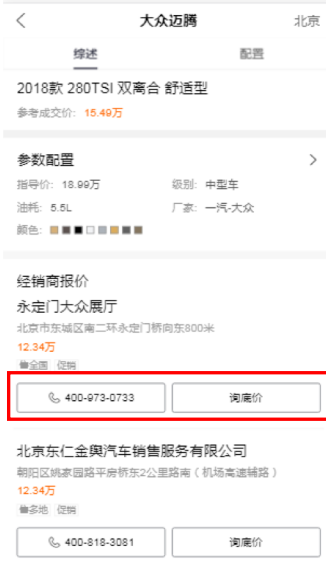 大众迈腾 北京
综述 配置
2018款 280TSI 双离合 舒适型
参考成交价: 15.49万
参数配置
指导价: 18.99万 级别: 中型车
油耗: 5.5L 厂家: 一汽-大众
颜色:
经销商报价
永定门大众展厅
北京市东城区南二环永定门桥向东800米
12.34万
售全国 促销
400-973-0733 询底价
北京东仁金舆汽车销售服务有限公司
朝阳区姚家园路平房桥东2公里路南（机场高速辅路）
12.34万
售多地 促销
400-818-3081 询底价